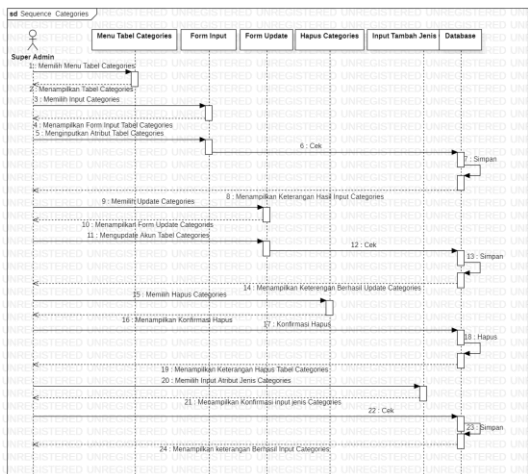 sd Sequence Categories
Super Admin
Menu Tabel Categories
Form Input
Form Update
Hapus Categories
Input Tambah Jenis
Database
1 : Memilih Menu Tabel Categories
2 : Menampilkan Tabel Categories
3 : Memilih Input Categories
4 : Menampilkan Form Input Tabel Categories
5 : Menginputkan Atribut Tabel Categories
6 : Cek
7 : Simpan
8 : Menampilkan Keterangan Hasil Input Categories
9 : Memilih Update Categories
10 : Menampilkan Form Update Categories
11 : Mengupdate Akun Tabel Categories
12 : Cek
13 : Simpan
14 : Menampilkan Keterengan Berhasil Update Categories
15 : Memilih Hapus Categories
16 : Menampilkan Konfirmasi Hapus
17 : Konfirmasi Hapus
18 : Hapus
19 : Menampilkan Keterangan Hapus Tabel Categories
20 : Memilih Input Atribut Jenis Categories
21 : Menampilkan Konfirmasi input jenis Categories
22 : Cek
23 : Simpan
24 : Menampilkan keterangan Berhasil Input Categories
UNREGISTERED